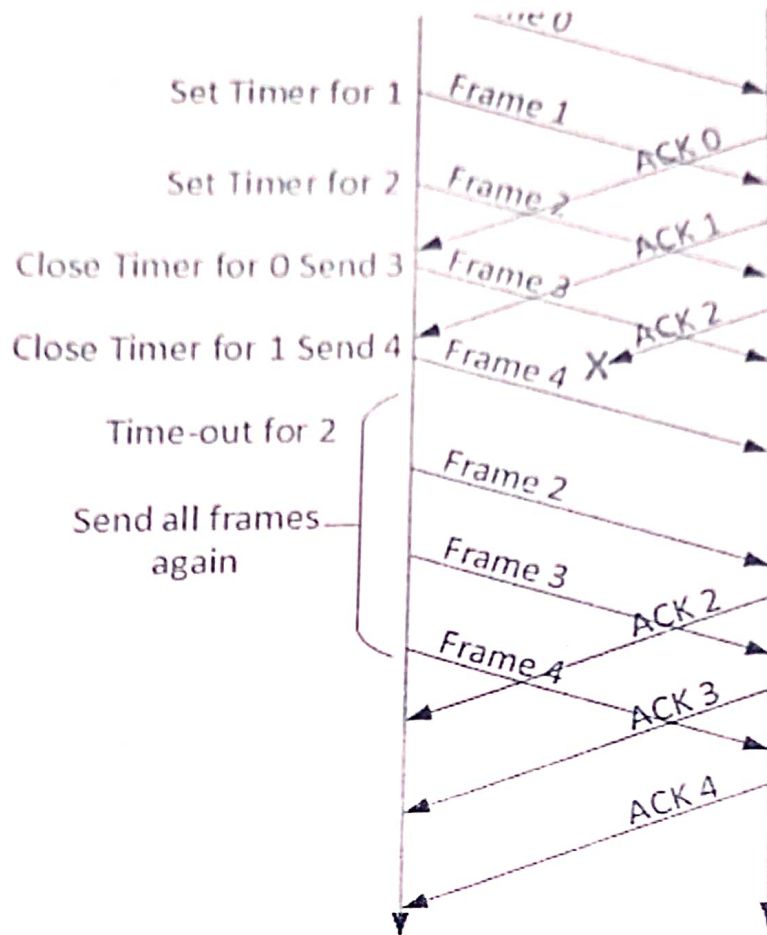 0
Set Timer for 1
Frame 1
ACK 0
Set Timer for 2
Frame 2
ACK 1
Close Timer for 0 Send 3
Frame 3
ACK 2
Close Timer for 1 Send 4
Frame 4
X
Time-out for 2
Frame 2
Send all frames
again
Frame 3
ACK 2
Frame 4
ACK 3
ACK 4